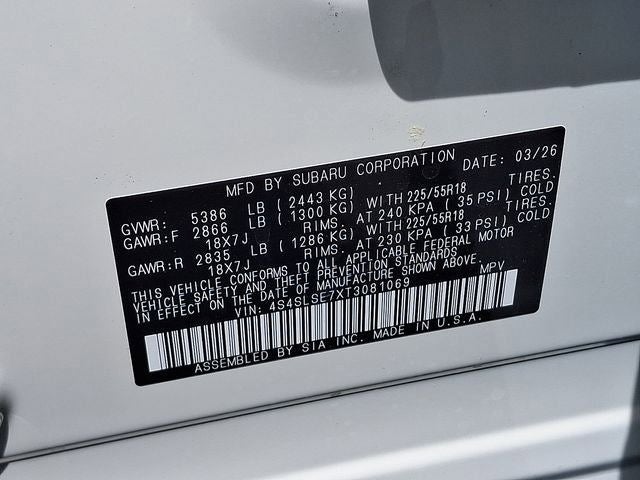 MFD BY SUBARU CORPORATION DATE: 03/26
GVWR: 5386 LB ( 2443 KG)
GAWR:F 2866 LB ( 1300 KG) WITH 225/55R18 TIRES.
18X7J RIMS. AT 240 KPA ( 35 PSI) COLD
GAWR:R 2835 LB ( 1286 KG) WITH 225/55R18 TIRES.
18X7J RIMS. AT 230 KPA ( 33 PSI) COLD
THIS VEHICLE CONFORMS TO ALL APPLICABLE FEDERAL MOTOR
VEHICLE SAFETY AND THEFT PREVENTION STANDARDS
IN EFFECT ON THE DATE OF MANUFACTURE SHOWN ABOVE.
VIN: 4S4SLSE7XT3081069 MPV
ASSEMBLED BY SIA INC. MADE IN U.S.A.